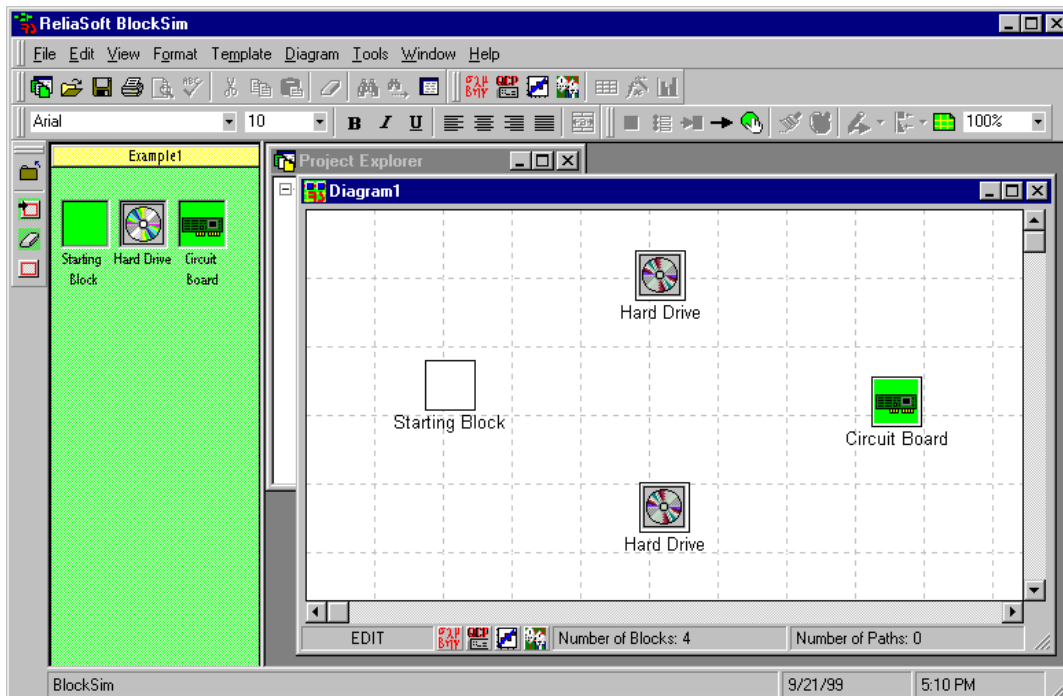 ReliaSoft BlockSim
File Edit View Format Template Diagram Tools Window Help
Arial 10 B I U 100%
Example1
Starting Block
Hard Drive
Circuit Board
Project Explorer
Diagram1
Hard Drive
Starting Block
Circuit Board
Hard Drive
EDIT QCP Number of Blocks: 4 Number of Paths: 0
BlockSim 9/21/99 5:10 PM